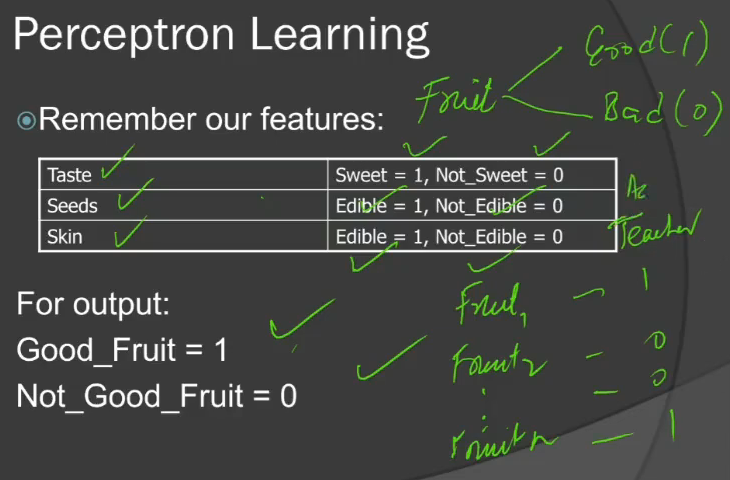 Perceptron Learning
Fruit
Good (1)
Bad (0)
Remember our features:
Taste Sweet = 1, Not_Sweet = 0
Seeds Edible = 1, Not_Edible = 0
Skin Edible = 1, Not_Edible = 0
Teacher
For output:
Good_Fruit = 1
Not_Good_Fruit = 0
Fruit1 — 1
Fruit2 — 0
— 0
Fruitn — 1